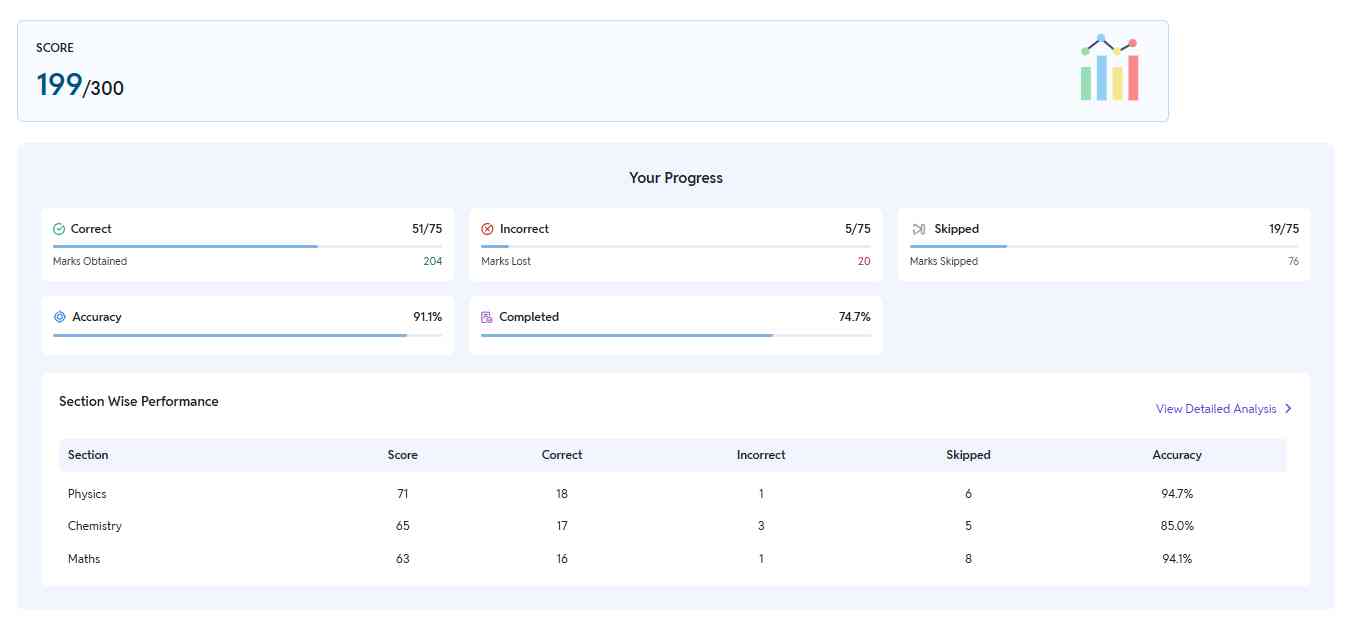 SCORE
199/300
Your Progress
Correct 51/75 Incorrect 5/75 Skipped 19/75
Marks Obtained 204 Marks Lost 20 Marks Skipped 76
Accuracy 91.1% Completed 74.7%
Section Wise Performance
View Detailed Analysis
Section Score Correct Incorrect Skipped Accuracy
Physics 71 18 1 6 94.7%
Chemistry 65 17 3 5 85.0%
Maths 63 16 1 8 94.1%